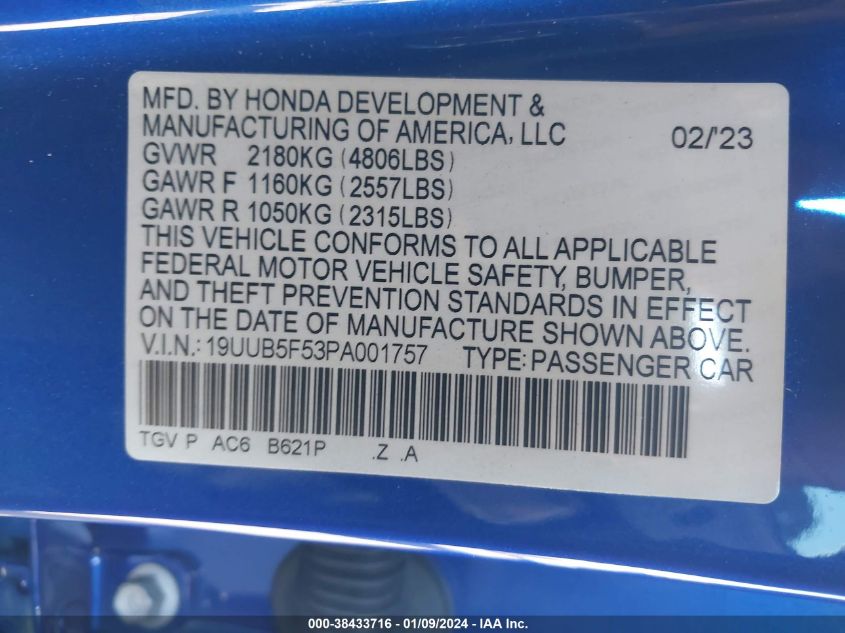 MFD. BY HONDA DEVELOPMENT &
MANUFACTURING OF AMERICA, LLC 02/'23
GVWR 2180KG (4806LBS)
GAWR F 1160KG (2557LBS)
GAWR R 1050KG (2315LBS)
THIS VEHICLE CONFORMS TO ALL APPLICABLE
FEDERAL MOTOR VEHICLE SAFETY, BUMPER,
AND THEFT PREVENTION STANDARDS IN EFFECT
ON THE DATE OF MANUFACTURE SHOWN ABOVE.
V.I.N.: 19UUB5F53PA001757 TYPE: PASSENGER CAR
TGV P AC6 B621P .Z .A
000-38433716 | 01/09/2024 | IAA Inc.